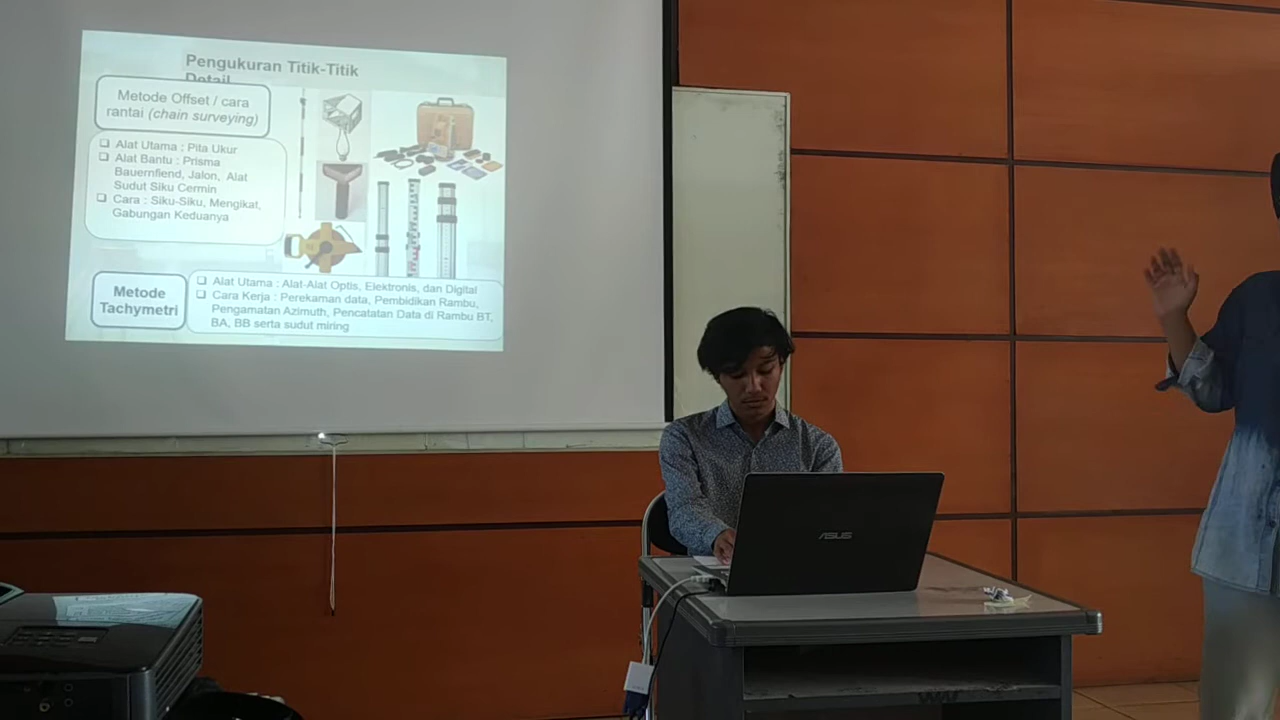 Pengukuran Titik-Titik
Detail
Metode Offset / cara
rantai (chain surveying)
❑ Alat Utama : Pita Ukur
❑ Alat Bantu : Prisma
Bauernfiend, Jalon, Alat
Sudut Siku Cermin
❑ Cara : Siku-Siku, Mengikat,
Gabungan Keduanya
Metode
Tachymetri
❑ Alat Utama : Alat-Alat Optis, Elektronis, dan Digital
❑ Cara Kerja : Perekaman data, Pembidikan Rambu,
Pengamatan Azimuth, Pencatatan Data di Rambu BT,
BA, BB serta sudut miring
ASUS